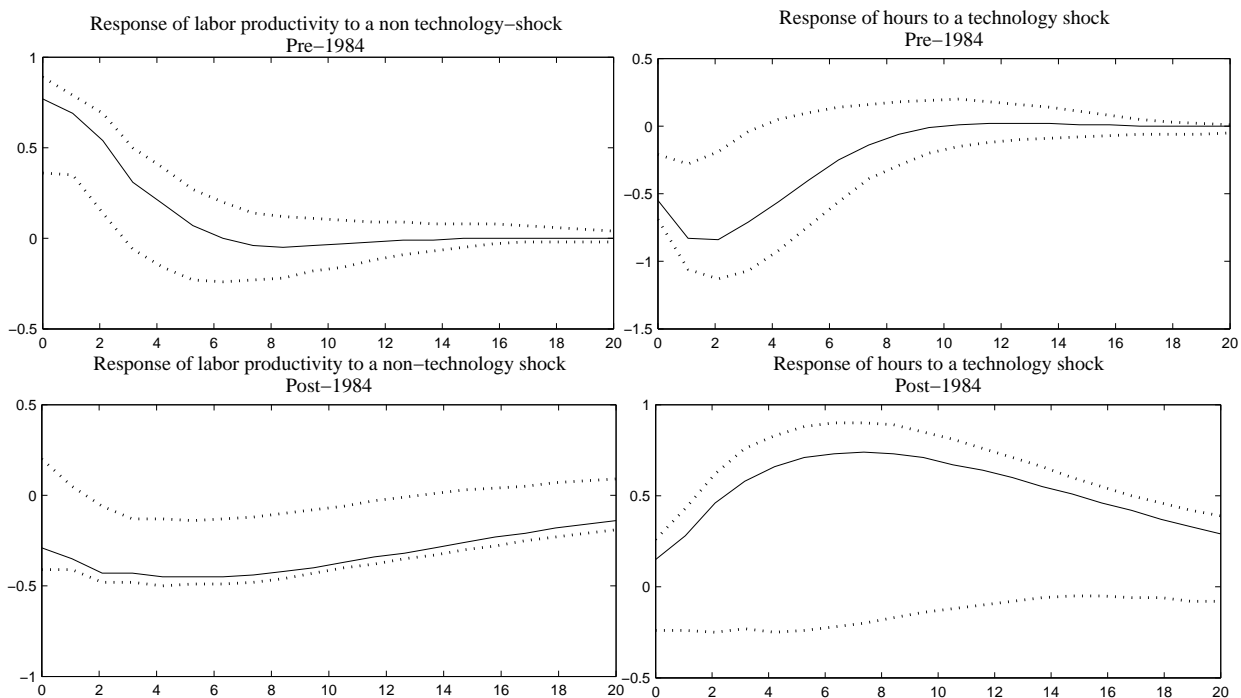 Response of labor productivity to a non technology−shock
Pre−1984
1
0.5
0
−0.5
0 2 4 6 8 10 12 14 16 18 20
Response of hours to a technology shock
Pre−1984
0.5
0
−0.5
−1
−1.5
0 2 4 6 8 10 12 14 16 18 20
Response of labor productivity to a non−technology shock
Post−1984
0.5
0
−0.5
−1
0 2 4 6 8 10 12 14 16 18 20
Response of hours to a technology shock
Post−1984
1
0.5
0
−0.5
0 2 4 6 8 10 12 14 16 18 20